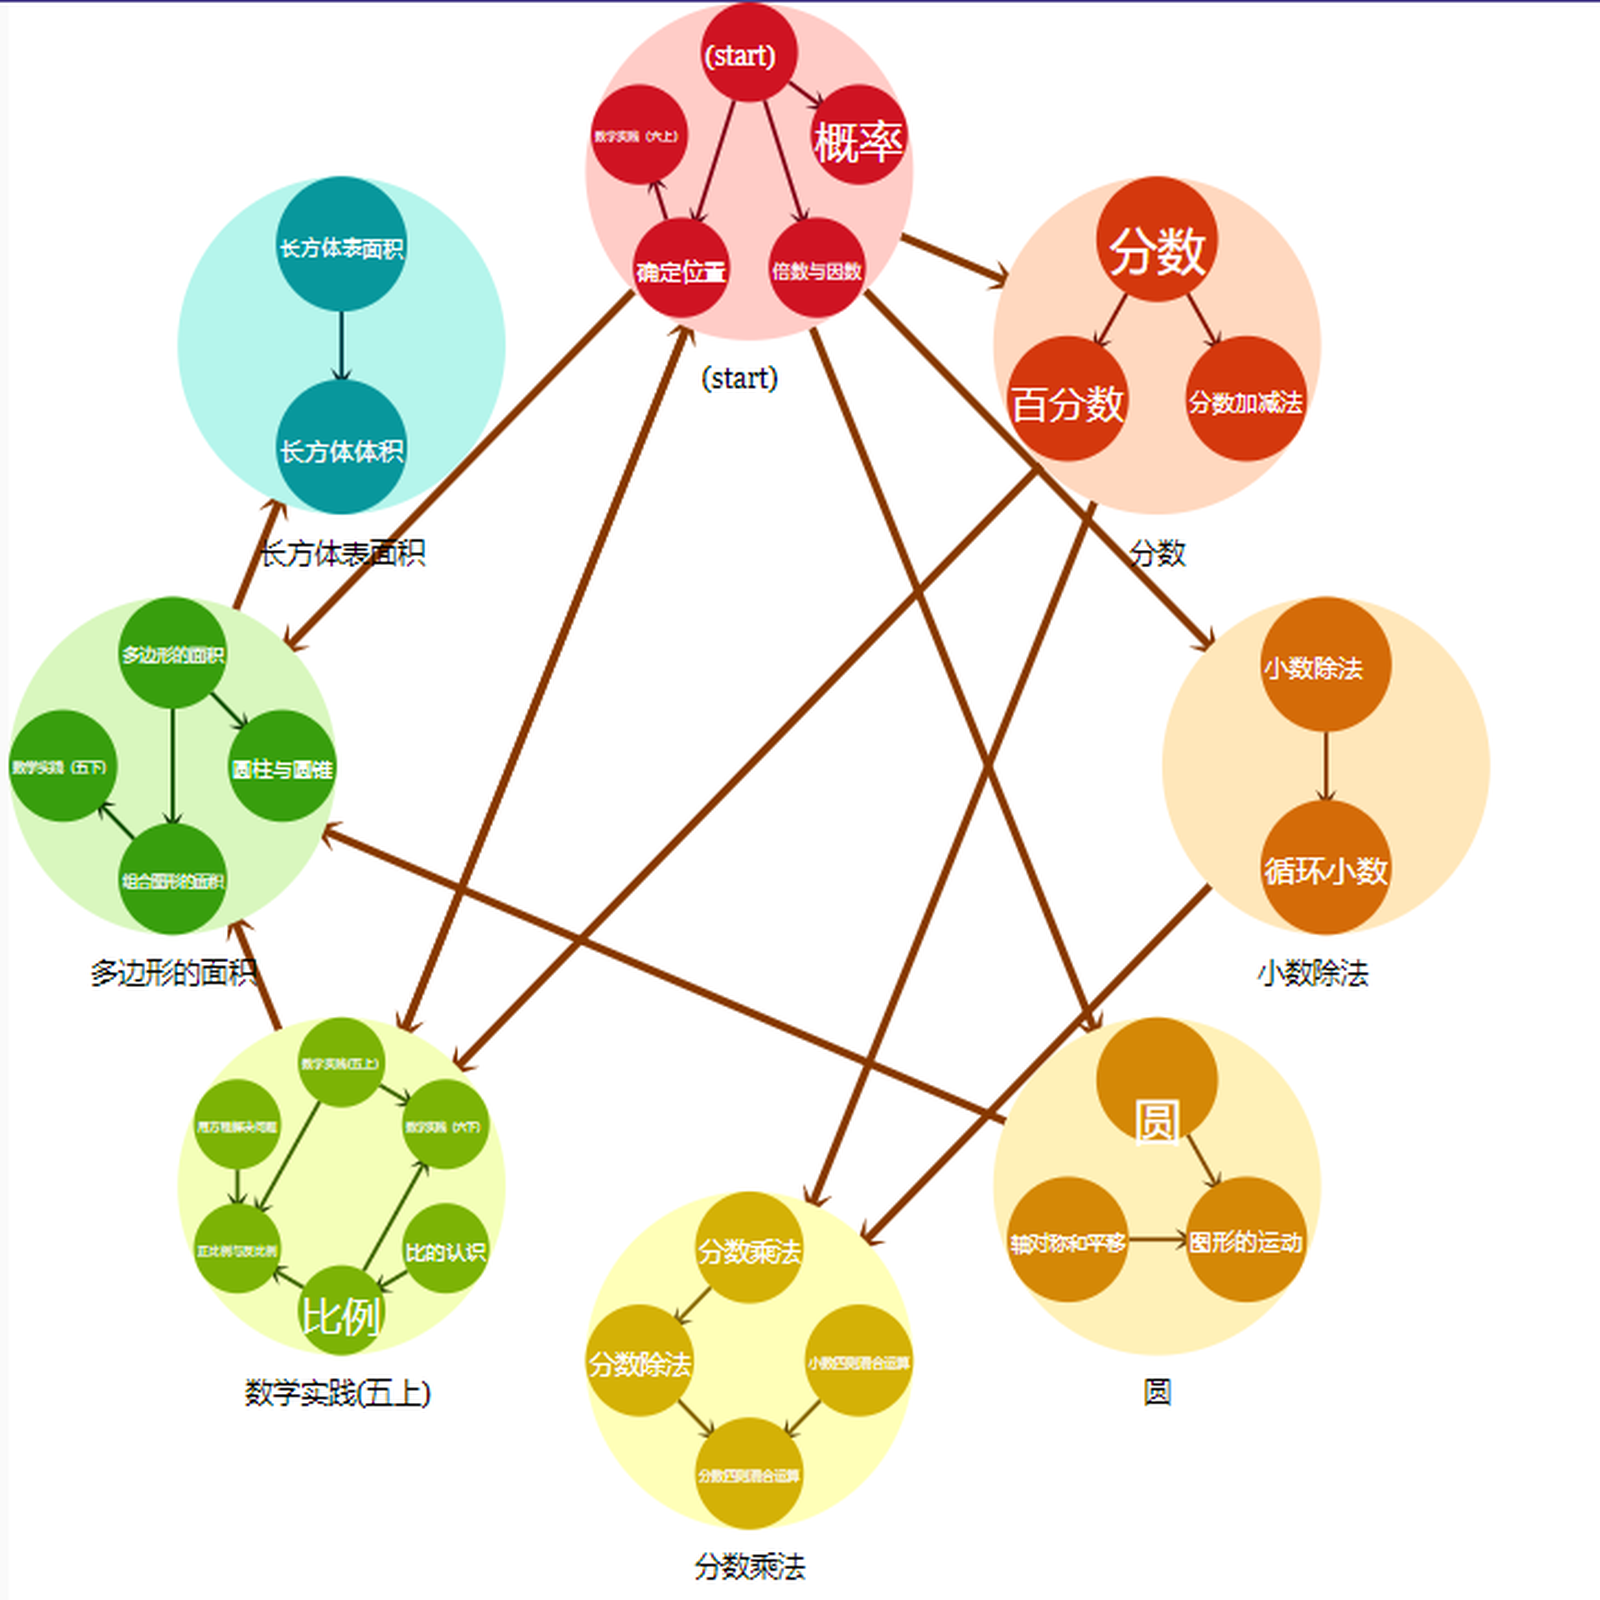 (start)
数学实践（六上）
概率
确定位置
倍数与因数
(start)
分数
百分数
分数加减法
分数
小数除法
循环小数
小数除法
圆
轴对称和平移
图形的运动
圆
分数乘法
分数除法
小数四则混合运算
分数四则混合运算
分数乘法
数学实践(五上)
用方程解决问题
数学实践（六下）
正比例与反比例
比的认识
比例
数学实践(五上)
多边形的面积
数学实践（五下）
圆柱与圆锥
组合图形的面积
多边形的面积
长方体表面积
长方体体积
长方体表面积